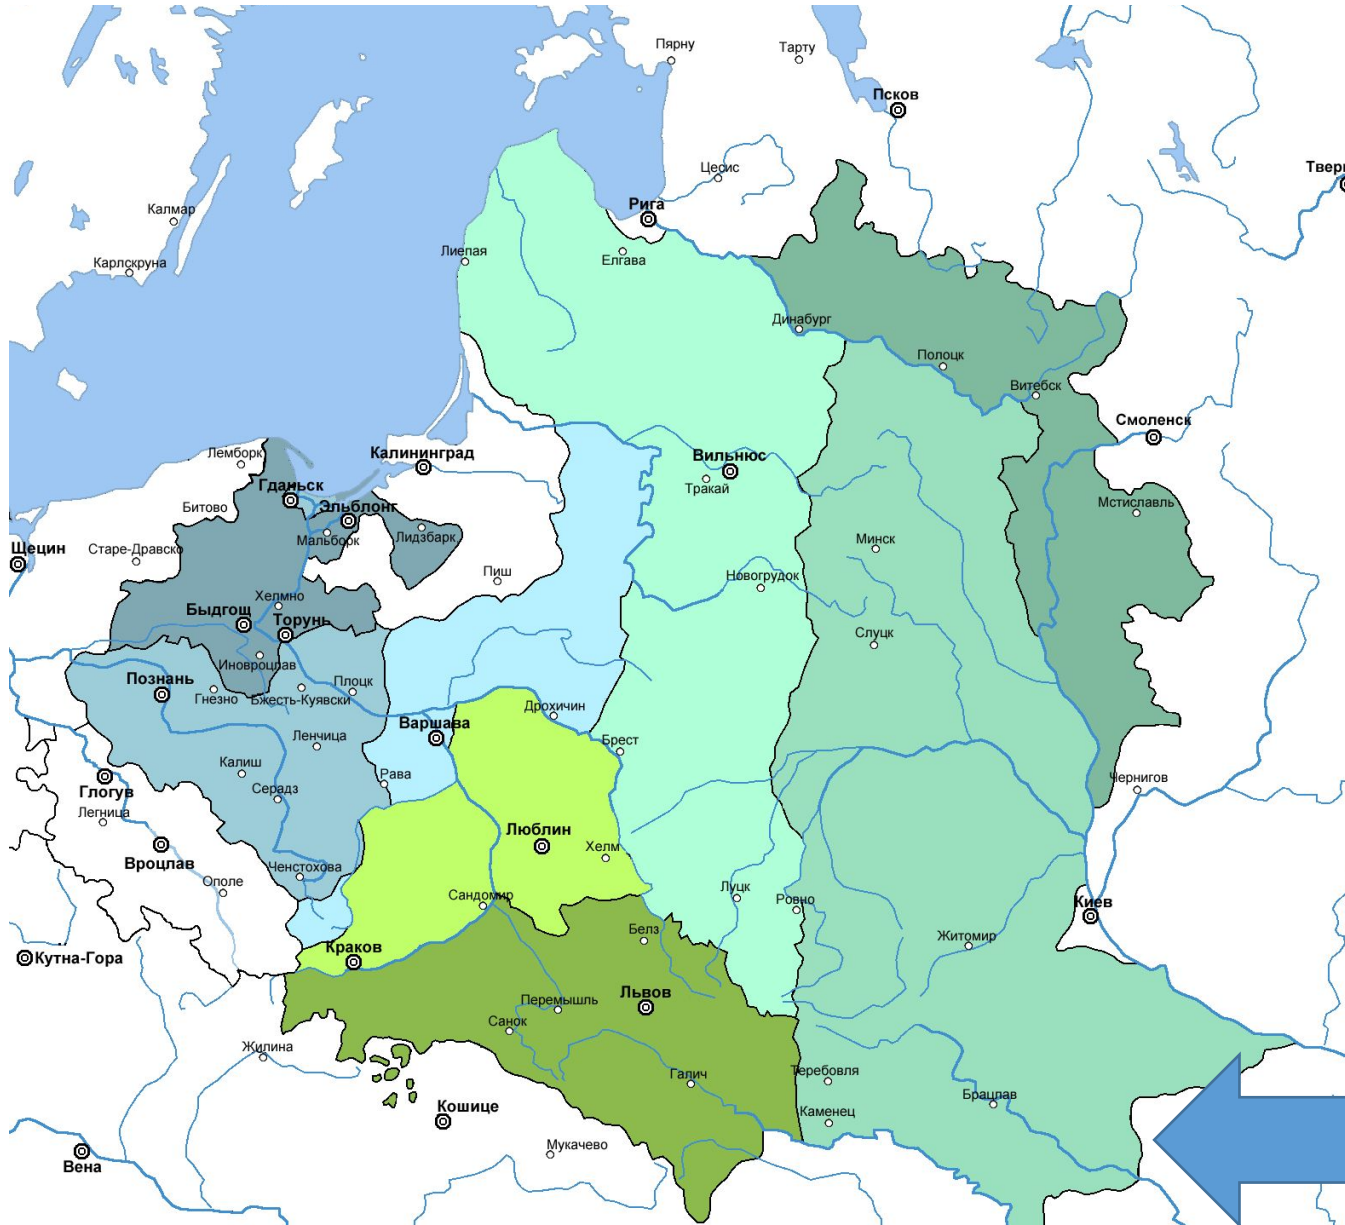 Пярну
Тарту
Псков
Цесис
Твери
Рига
Калмар
Лиепая
Елгава
Карлскруна
Динабург
Полоцк
Витебск
Смоленск
Лемборк
Калининград
Вильнюс
Тракай
Гданьск
Битово
Эльблонг
Мстиславль
Мальборк
Лидзбарк
Щецин
Старе-Дравско
Минск
Пиш
Новогрудок
Хелмно
Быдгощ
Торунь
Слуцк
Иновроцлав
Познань
Гнезно
Бжесть-Куявски
Плоцк
Дрохичин
Варшава
Ленчица
Брест
Калиш
Рава
Чернигов
Серадз
Глогув
Легница
Люблин
Хелм
Вроцлав
Ченстохова
Ополе
Сандомир
Луцк
Ровно
Киев
Белз
Житомир
Краков
Кутна-Гора
Перемышль
Львов
Санок
Жилина
Галич
Теребовля
Брацлав
Кошице
Каменец
Мукачево
Вена